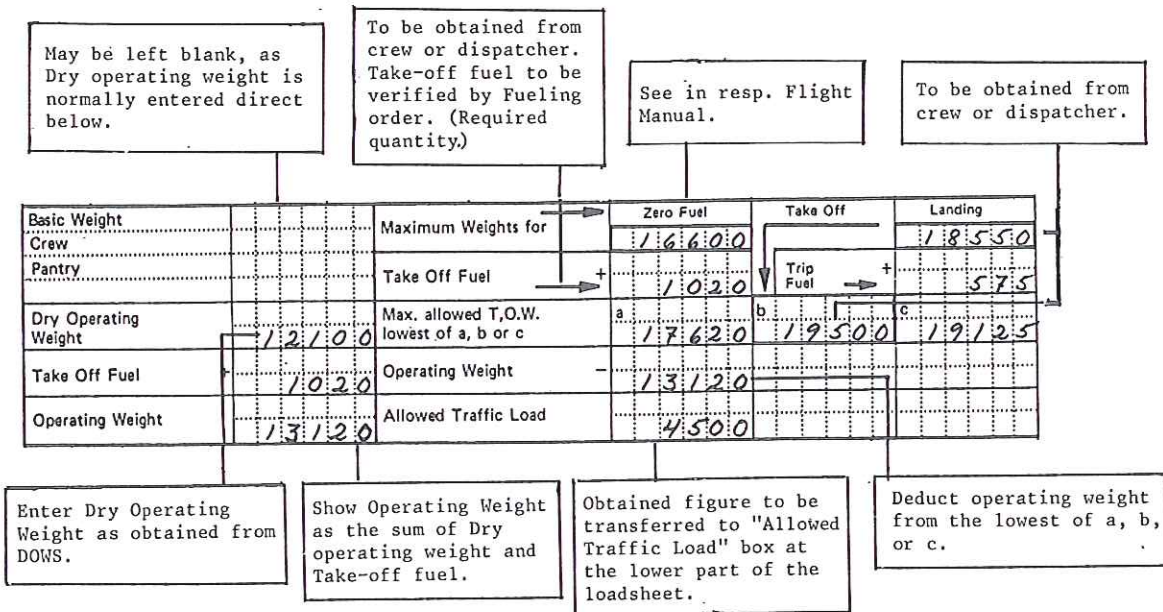 May be left blank, as
Dry operating weight is
normally entered direct
below.
To be obtained from
crew or dispatcher.
Take-off fuel to be
verified by Fueling
order. (Required
quantity.)
See in resp. Flight
Manual.
To be obtained from
crew or dispatcher.
Basic Weight
Crew
Pantry
Maximum Weights for
Zero Fuel
Take Off
Landing
16600
18550
Take Off Fuel +
1020
Trip
Fuel +
575
Dry Operating
Weight
12100
Max. allowed T,O.W.
lowest of a, b or c
a
17620
b
19500
c
19125
Take Off Fuel +
1020
Operating Weight −
13120
Operating Weight
13120
Allowed Traffic Load
4500
Enter Dry Operating
Weight as obtained from
DOWS.
Show Operating Weight
as the sum of Dry
operating weight and
Take-off fuel.
Obtained figure to be
transferred to "Allowed
Traffic Load" box at
the lower part of the
loadsheet.
Deduct operating weight
from the lowest of a, b,
or c.